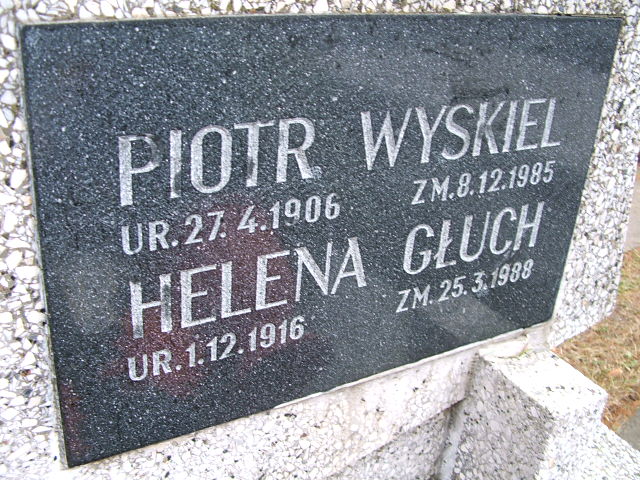 PIOTR WYSKIEL
UR. 27. 4. 1906 ZM. 8. 12. 1985
HELENA GŁUCH
UR. 1. 12. 1916 ZM. 25. 3. 1988